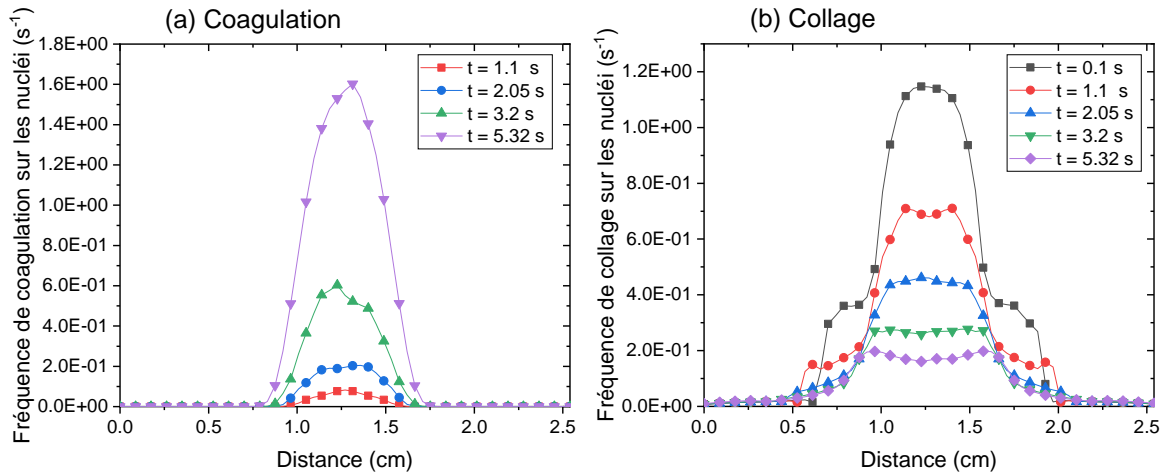 (a) Coagulation
Fréquence de coagulation sur les nucléi (s-1)
1.8E+00
1.6E+00
1.4E+00
1.2E+00
1.0E+00
8.0E-01
6.0E-01
4.0E-01
2.0E-01
0.0E+00
t = 1.1 s
t = 2.05 s
t = 3.2 s
t = 5.32 s
0.0 0.5 1.0 1.5 2.0 2.5
Distance (cm)
(b) Collage
Fréquence de collage sur les nucléi (s-1)
1.2E+00
1.0E+00
8.0E-01
6.0E-01
4.0E-01
2.0E-01
0.0E+00
t = 0.1 s
t = 1.1 s
t = 2.05 s
t = 3.2 s
t = 5.32 s
0.0 0.5 1.0 1.5 2.0 2.5
Distance (cm)